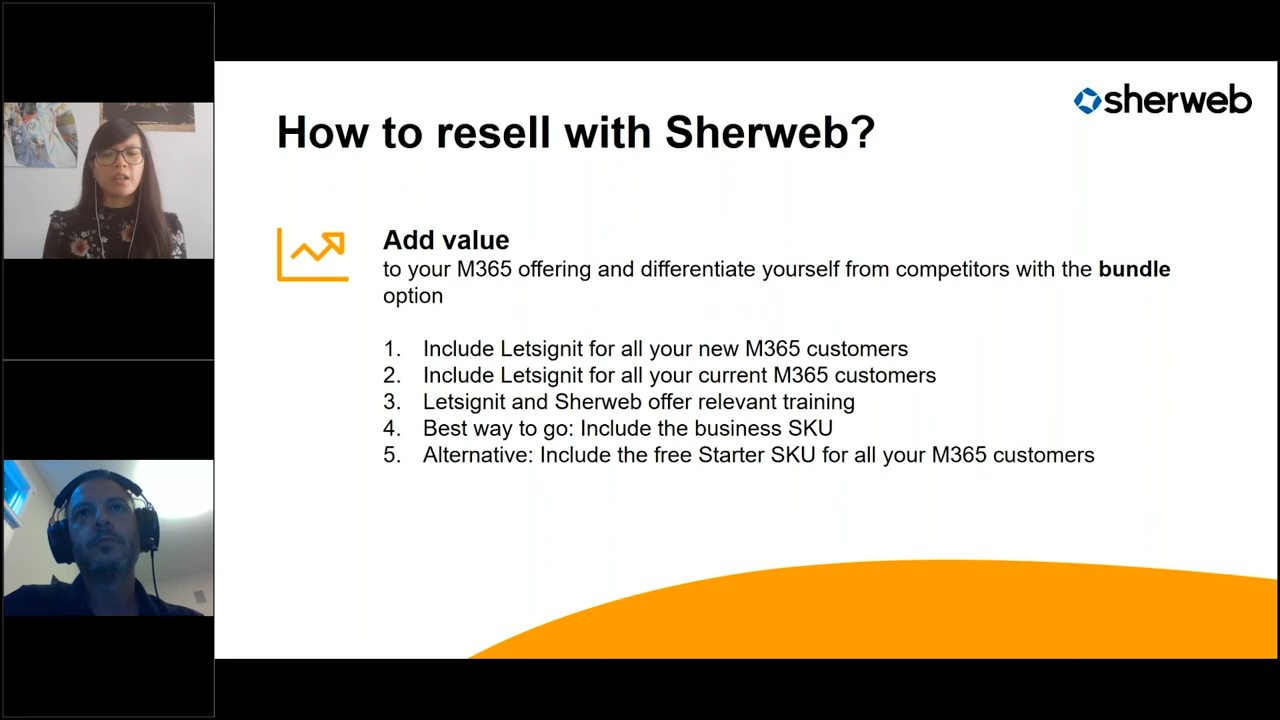 sherweb
How to resell with Sherweb?
Add value
to your M365 offering and differentiate yourself from competitors with the bundle
option
1. Include Letsignit for all your new M365 customers
2. Include Letsignit for all your current M365 customers
3. Letsignit and Sherweb offer relevant training
4. Best way to go: Include the business SKU
5. Alternative: Include the free Starter SKU for all your M365 customers